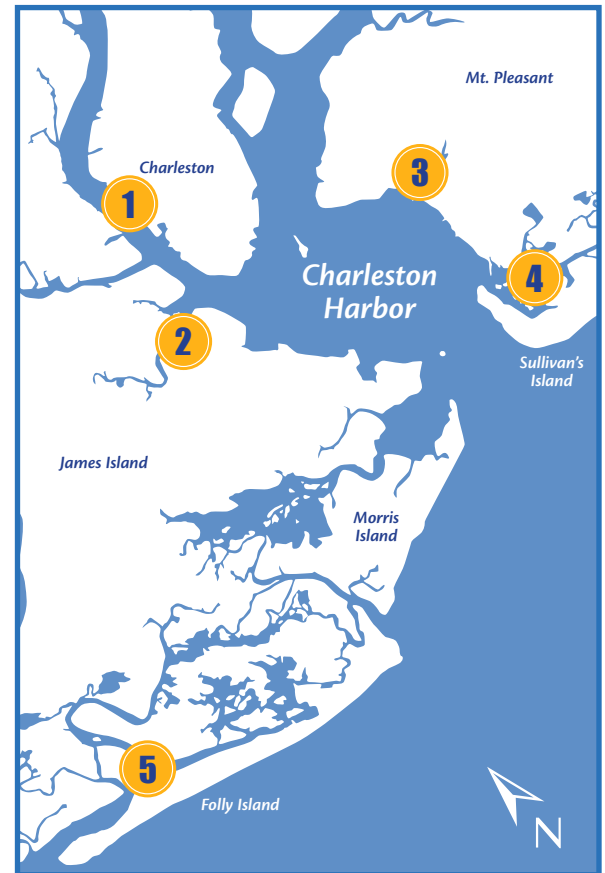 Mt. Pleasant
3
Charleston
1
4
Charleston
Harbor
2
Sullivan's
Island
James Island
Morris
Island
5
Folly Island
N